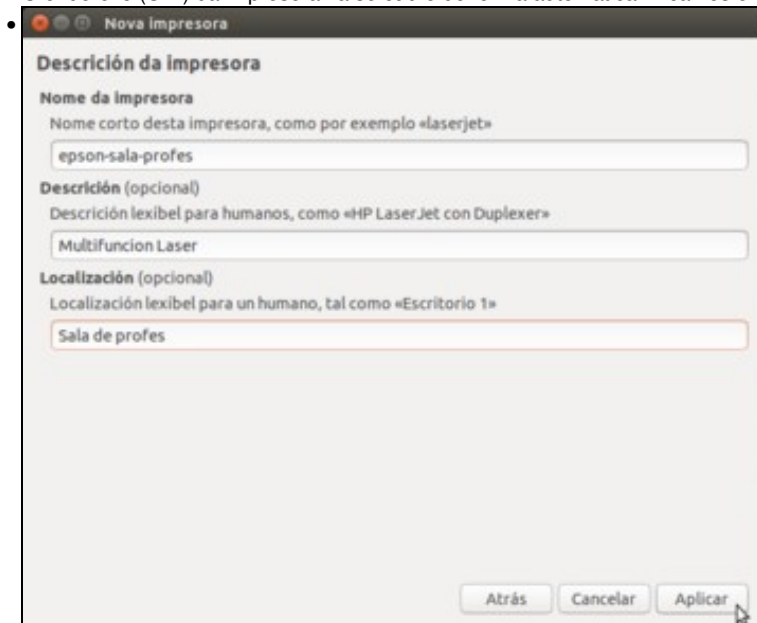 Nova impresora
Descrición da impresora
Nome da impresora
Nome corto desta impresora, como por exemplo «laserjet»
epson-sala-profes
Descrición (opcional)
Descrición lexibel para humanos, como «HP LaserJet con Duplexer»
Multifuncion Laser
Localización (opcional)
Localización lexibel para un humano, tal como «Escritorio 1»
Sala de profes
Atrás Cancelar Aplicar